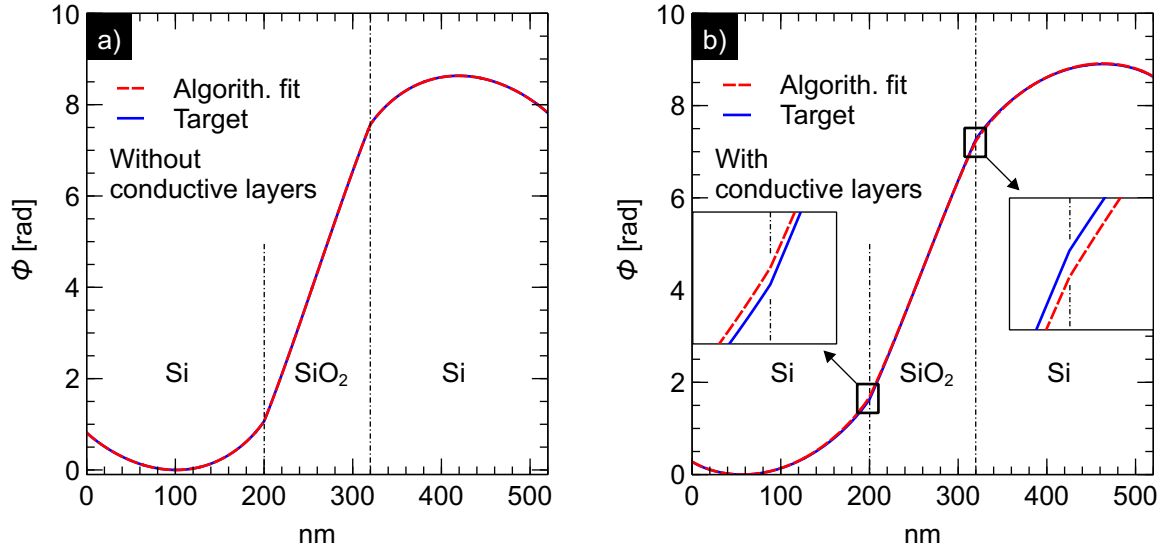 a)
10
8
6
4
2
0
Φ [rad]
Algorith. fit
Target
Without
conductive layers
Si
SiO2
Si
0
100
200
300
400
500
nm
b)
10
8
6
4
2
0
Φ [rad]
Algorith. fit
Target
With
conductive layers
Si
SiO2
Si
0
100
200
300
400
500
nm